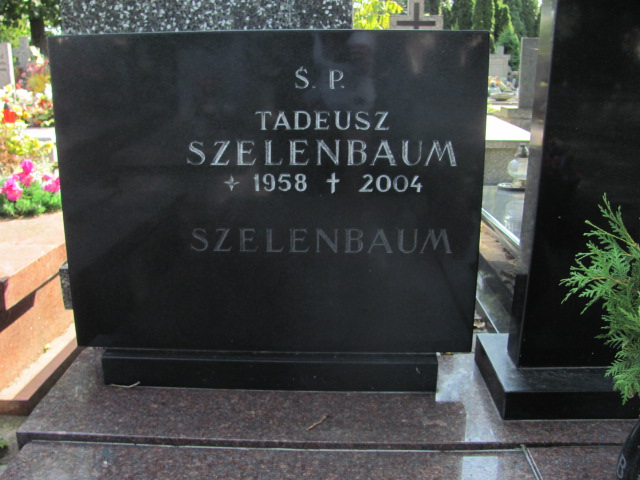 Ś. P.
TADEUSZ
SZELENBAUM
1958 † 2004
SZELENBAUM